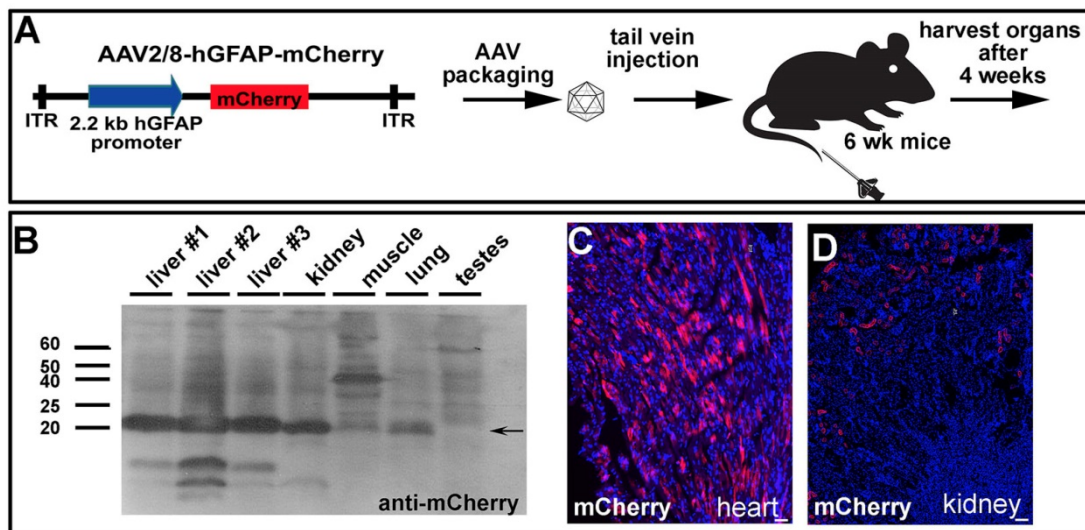 A
AAV2/8-hGFAP-mCherry
mCherry
ITR
ITR
2.2 kb hGFAP
promoter
AAV
packaging
tail vein
injection
6 wk mice
harvest organs
after
4 weeks
B
liver #1
liver #2
liver #3
kidney
muscle
lung
testes
60
50
40
25
20
anti-mCherry
C
mCherry
heart
D
mCherry
kidney